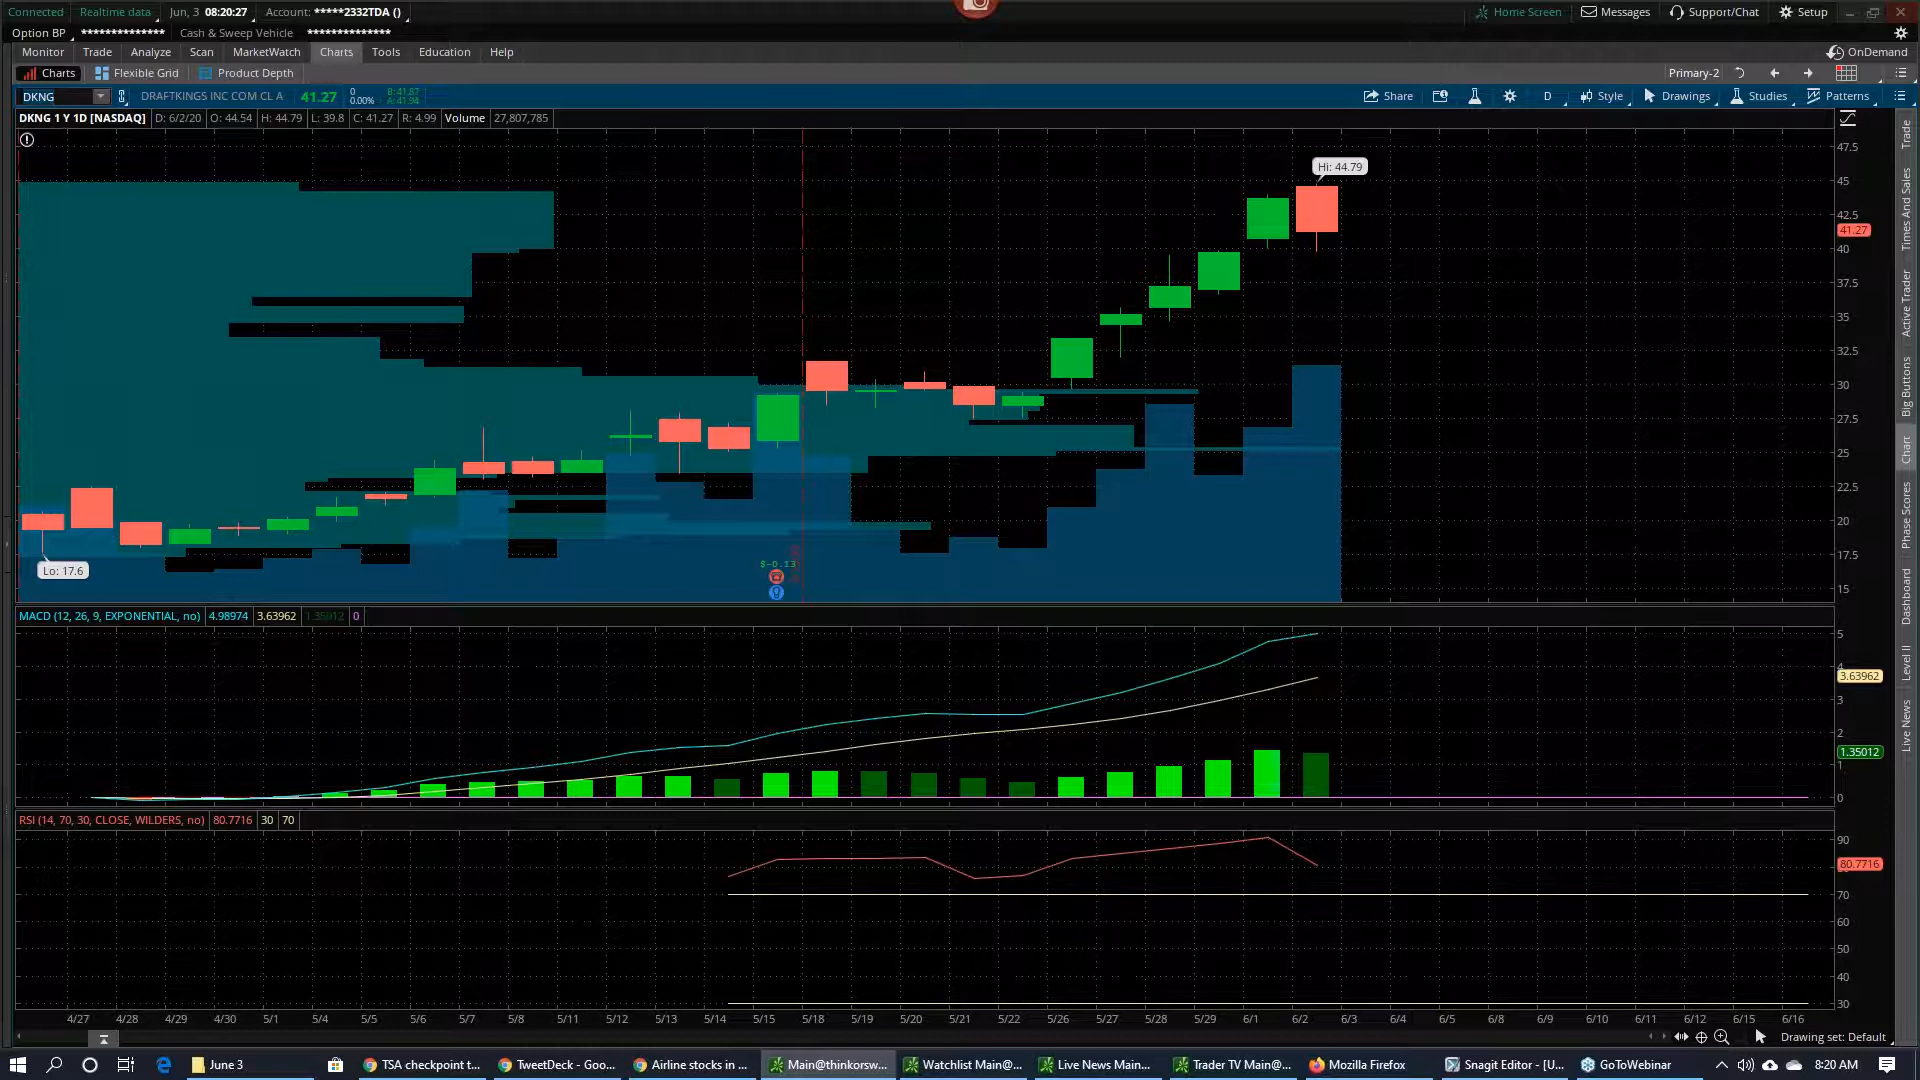 Connected Realtime data Jun, 3 08:20:27 Account: *****2332TDA () Home Screen Messages Support/Chat Setup
Option BP ************** Cash & Sweep Vehicle **************
Monitor Trade Analyze Scan MarketWatch Charts Tools Education Help OnDemand
Charts Flexible Grid Product Depth Primary-2
DKNG DRAFTKINGS INC COM CL A 41.27 0 B:41.87 Share D Style Drawings Studies Patterns
0.00% A:41.94
DKNG 1 Y 1D [NASDAQ] D: 6/2/20 O: 44.54 H: 44.79 L: 39.8 C: 41.27 R: 4.99 Volume 27,807,785
47.5
Hi: 44.79
45
42.5
41.27
40
37.5
35
32.5
30
27.5
25
22.5
20
17.5
15
Lo: 17.6
$-0.13
MACD (12, 26, 9, EXPONENTIAL, no) 4.98974 3.63962 1.35012 0
5
4
3.63962
3
2
1.35012
1
0
RSI (14, 70, 30, CLOSE, WILDERS, no) 80.7716 30 70
90
80.7716
70
60
50
40
30
4/27 4/28 4/29 4/30 5/1 5/4 5/5 5/6 5/7 5/8 5/11 5/12 5/13 5/14 5/15 5/18 5/19 5/20 5/21 5/22 5/26 5/27 5/28 5/29 6/1 6/2 6/3 6/4 6/5 6/8 6/9 6/10 6/11 6/12 6/15 6/16
Drawing set: Default
Trade
Times And Sales
Active Trader
Big Buttons
Chart
Phase Scores
Dashboard
Level II
Live News
June 3 TSA checkpoint t... TweetDeck - Goo... Airline stocks in ... Main@thinkorsw... Watchlist Main@... Live News Main... Trader TV Main@... Mozilla Firefox Snagit Editor - [U... GoToWebinar 8:20 AM